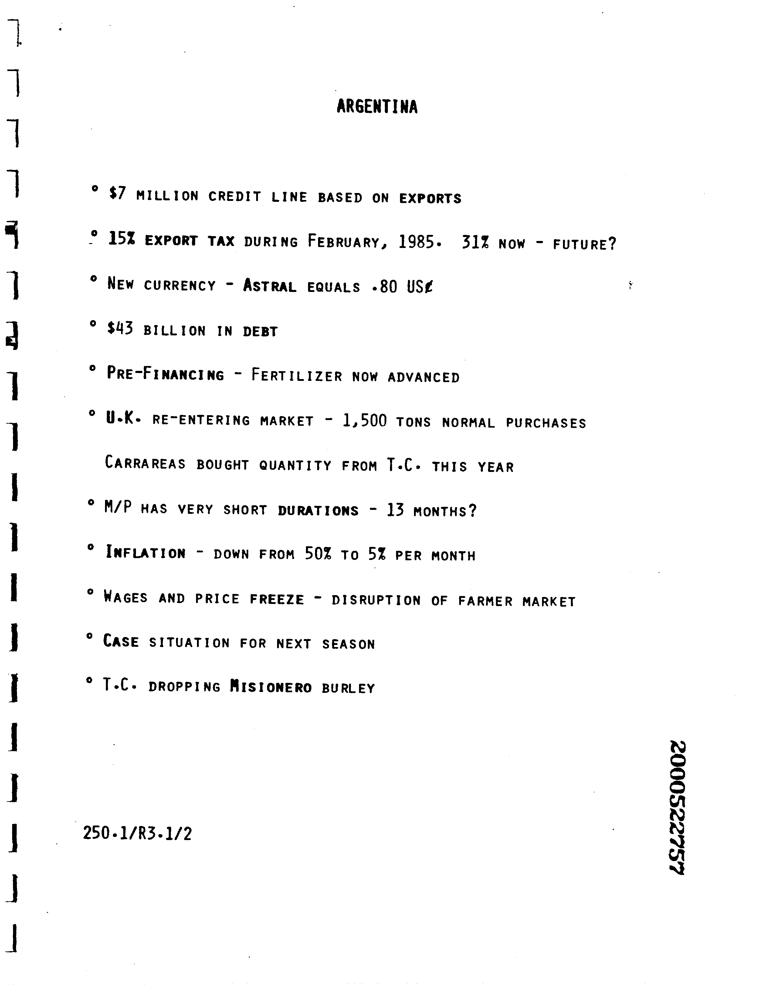 ARGENTINA
° $7 MILLION CREDIT LINE BASED ON EXPORTS
° 15% EXPORT TAX DURING FEBRUARY, 1985. 31% NOW - FUTURE?
° NEW CURRENCY - ASTRAL EQUALS .80 US¢
° $43 BILLION IN DEBT
° PRE-FINANCING - FERTILIZER NOW ADVANCED
° U.K. RE-ENTERING MARKET - 1,500 TONS NORMAL PURCHASES
CARRAREAS BOUGHT QUANTITY FROM T.C. THIS YEAR
° M/P HAS VERY SHORT DURATIONS - 13 MONTHS?
° INFLATION - DOWN FROM 50% TO 5% PER MONTH
° WAGES AND PRICE FREEZE - DISRUPTION OF FARMER MARKET
° CASE SITUATION FOR NEXT SEASON
° T.C. DROPPING MISIONERO BURLEY
250.1/R3.1/2
2000522757